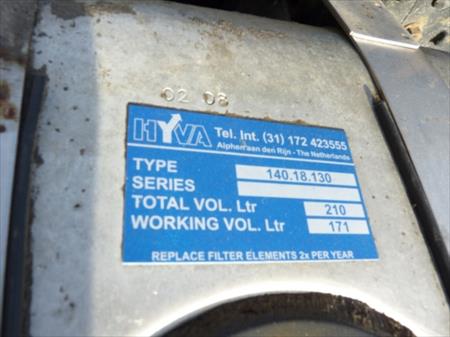 02 08
HYVA Tel. Int. (31) 172 423555
Alphen aan den Rijn - The Netherlands
TYPE 140.18.130
SERIES
TOTAL VOL. Ltr 210
WORKING VOL. Ltr 171
REPLACE FILTER ELEMENTS 2x PER YEAR